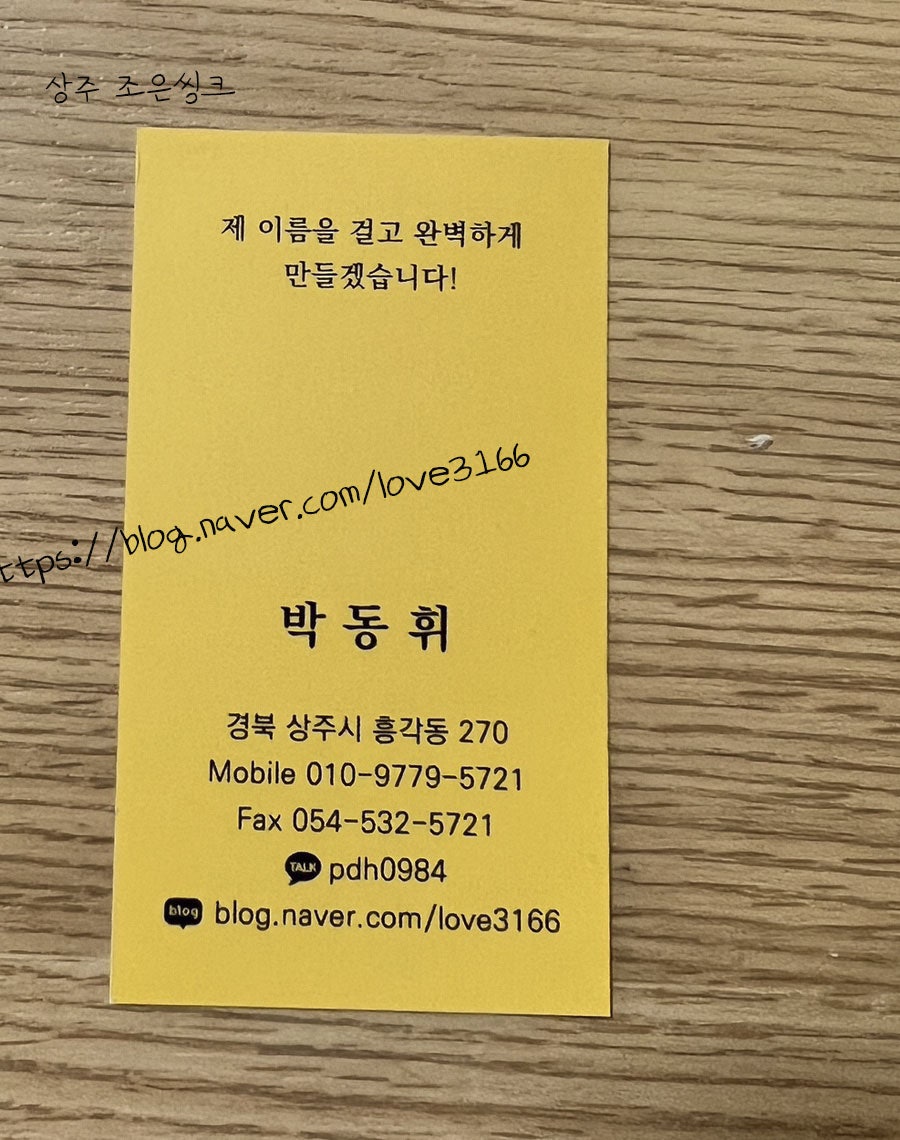 상주 조은씽크
제 이름을 걸고 완벽하게
만들겠습니다!
ttps://blog.naver.com/love3166
박동휘
경북 상주시 흥각동 270
Mobile 010-9779-5721
Fax 054-532-5721
TALK pdh0984
blog blog.naver.com/love3166